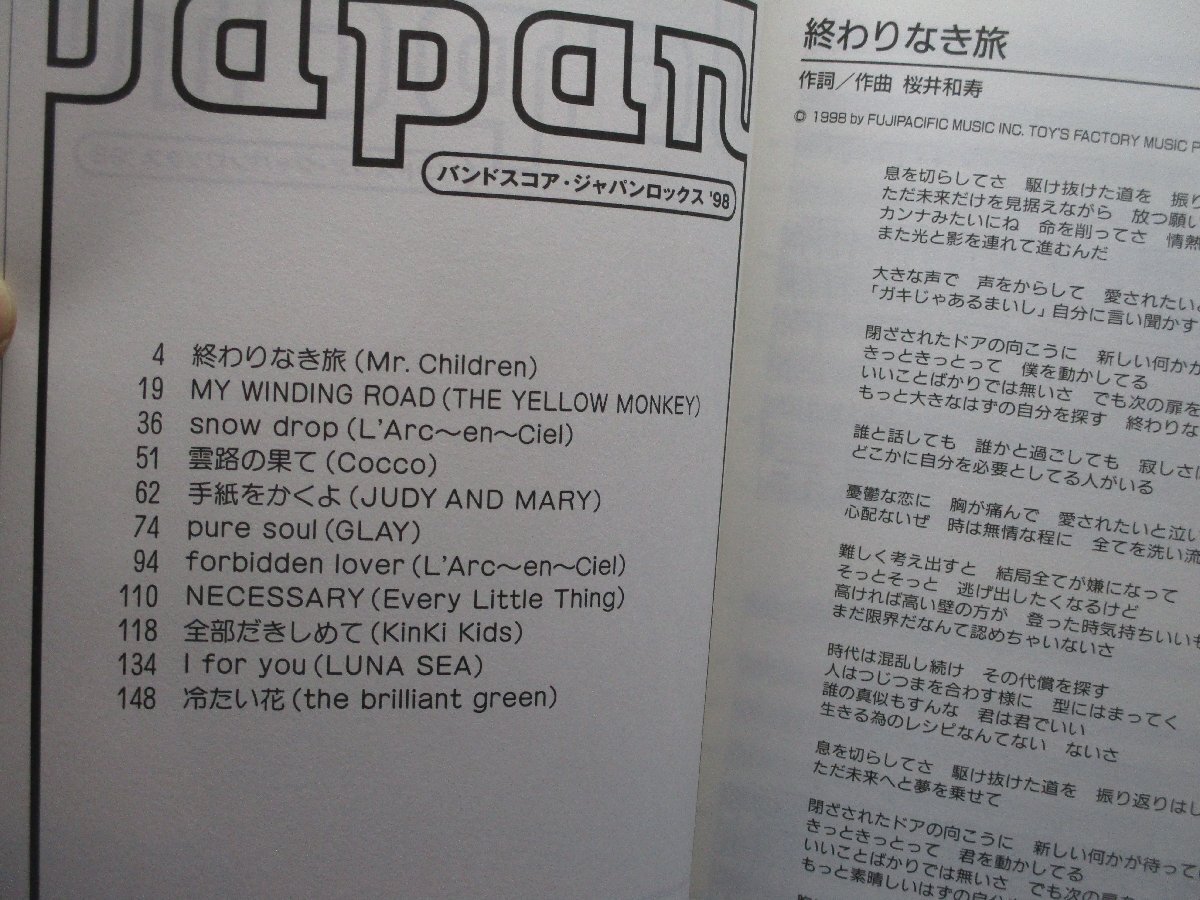 Japan
バンドスコア・ジャパンロックス '98
4 終わりなき旅 (Mr. Children)
19 MY WINDING ROAD (THE YELLOW MONKEY)
36 snow drop (L'Arc〜en〜Ciel)
51 雲路の果て (Cocco)
62 手紙をかくよ (JUDY AND MARY)
74 pure soul (GLAY)
94 forbidden lover (L'Arc〜en〜Ciel)
110 NECESSARY (Every Little Thing)
118 全部だきしめて (KinKi Kids)
134 I for you (LUNA SEA)
148 冷たい花 (the brilliant green)
終わりなき旅
作詞／作曲 桜井和寿
© 1998 by FUJIPACIFIC MUSIC INC. TOY'S FACTORY MUSIC P
息を切らしてさ 駆け抜けた道を 振り
ただ未来だけを見据えながら 放つ願い
カンナみたいにね 命を削ってさ 情熱
また光と影を連れて進むんだ
大きな声で 声をからして 愛されたいよ
「ガキじゃあるまいし」自分に言い聞かす
閉ざされたドアの向こうに 新しい何かが
きっときっとって 僕を動かしてる
いいことばかりでは無いさ でも次の扉を
もっと大きなはずの自分を探す 終わりな
誰と話しても 誰かと過ごしても 寂しさは
どこかに自分を必要としてる人がいる
憂鬱な恋に 胸が痛んで 愛されたいと泣い
心配ないぜ 時は無情な程に 全てを洗い流
難しく考え出すと 結局全てが嫌になって
そっとそっと 逃げ出したくなるけど
高ければ高い壁の方が 登った時気持ちいいも
まだ限界だなんて認めちゃいないさ
時代は混乱し続け その代償を探す
人はつじつまを合わす様に 型にはまってく
誰の真似もすんな 君は君でいい
生きる為のレシピなんてない ないさ
息を切らしてさ 駆け抜けた道を 振り返りはし
ただ未来へと夢を乗せて
閉ざされたドアの向こうに 新しい何かが待って
きっときっとって 君を動かしてる
いいことばかりでは無いさ でも次の扉
もっと素晴しいはずの自分